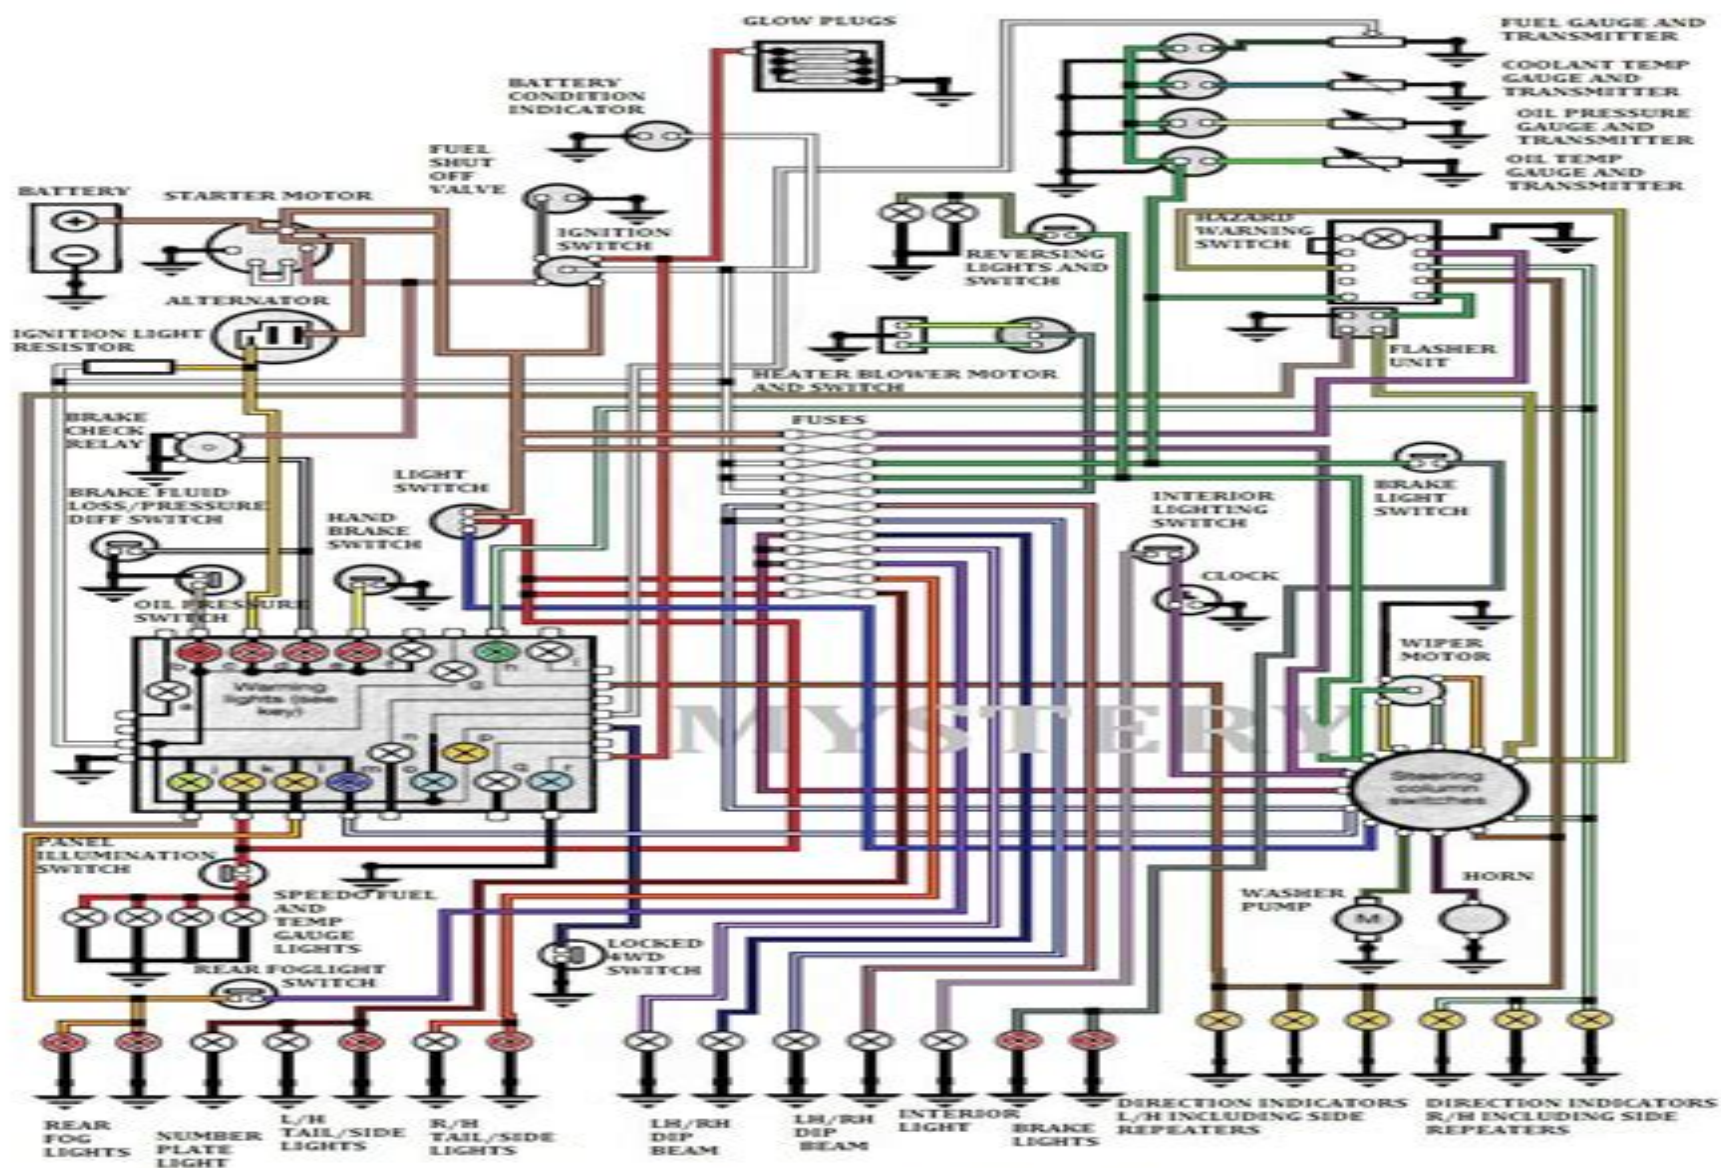 GLOW PLUGS
FUEL GAUGE AND
TRANSMITTER
COOLANT TEMP
GAUGE AND
TRANSMITTER
OIL PRESSURE
GAUGE AND
TRANSMITTER
OIL TEMP
GAUGE AND
TRANSMITTER
BATTERY
CONDITION
INDICATOR
FUEL
SHUT
OFF
VALVE
BATTERY
STARTER MOTOR
IGNITION
SWITCH
REVERSING
LIGHTS AND
SWITCH
HAZARD
WARNING
SWITCH
ALTERNATOR
IGNITION LIGHT
RESISTOR
FLASHER
UNIT
HEATER BLOWER MOTOR
AND SWITCH
BRAKE
CHECK
RELAY
FUSES
LIGHT
SWITCH
BRAKE
LIGHT
SWITCH
BRAKE FLUID
LOSS/PRESSURE
DIFF SWITCH
HAND
BRAKE
SWITCH
INTERIOR
LIGHTING
SWITCH
CLOCK
OIL PRESSURE
SWITCH
WIPER
MOTOR
b c d e f g h i
Warning
lights (see
key)
a
MYSTERY
n p
j k l m o q r
Steering
column
switches
PANEL
ILLUMINATION
SWITCH
SPEEDO FUEL
AND
TEMP
GAUGE
LIGHTS
WASHER
PUMP
M
HORN
LOCKED
4WD
SWITCH
REAR FOGLIGHT
SWITCH
REAR
FOG
LIGHTS
NUMBER
PLATE
LIGHT
L/H
TAIL/SIDE
LIGHTS
R/H
TAIL/SIDE
LIGHTS
LH/RH
DIP
BEAM
LH/RH
DIP
BEAM
INTERIOR
LIGHT
BRAKE
LIGHTS
DIRECTION INDICATORS
L/H INCLUDING SIDE
REPEATERS
DIRECTION INDICATORS
R/H INCLUDING SIDE
REPEATERS